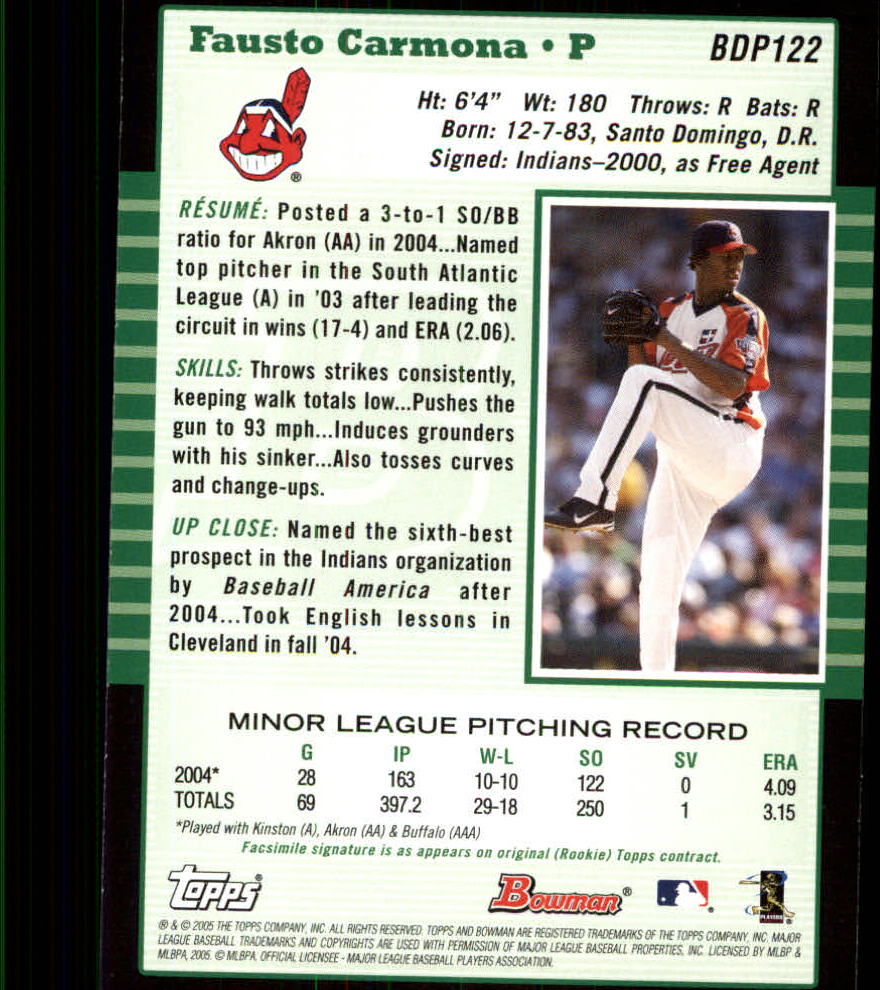 Fausto Carmona • P BDP122
Ht: 6'4" Wt: 180 Throws: R Bats: R
Born: 12-7-83, Santo Domingo, D.R.
Signed: Indians–2000, as Free Agent
®
RÉSUMÉ: Posted a 3-to-1 SO/BB
ratio for Akron (AA) in 2004...Named
top pitcher in the South Atlantic
League (A) in '03 after leading the
circuit in wins (17-4) and ERA (2.06).
SKILLS: Throws strikes consistently,
keeping walk totals low...Pushes the
gun to 93 mph...Induces grounders
with his sinker...Also tosses curves
and change-ups.
UP CLOSE: Named the sixth-best
prospect in the Indians organization
by Baseball America after
2004...Took English lessons in
Cleveland in fall '04.
MINOR LEAGUE PITCHING RECORD
G IP W-L SO SV ERA
2004* 28 163 10-10 122 0 4.09
TOTALS 69 397.2 29-18 250 1 3.15
*Played with Kinston (A), Akron (AA) & Buffalo (AAA)
Facsimile signature is as appears on original (Rookie) Topps contract.
Topps® Bowman® ® PLAYERS ®
® & © 2005 THE TOPPS COMPANY, INC. ALL RIGHTS RESERVED. TOPPS AND BOWMAN ARE REGISTERED TRADEMARKS OF THE TOPPS COMPANY, INC. MAJOR
LEAGUE BASEBALL TRADEMARKS AND COPYRIGHTS ARE USED WITH PERMISSION OF MAJOR LEAGUE BASEBALL PROPERTIES, INC. LICENSED BY MLBP &
MLBPA, 2005. © MLBPA. OFFICIAL LICENSEE - MAJOR LEAGUE BASEBALL PLAYERS ASSOCIATION.